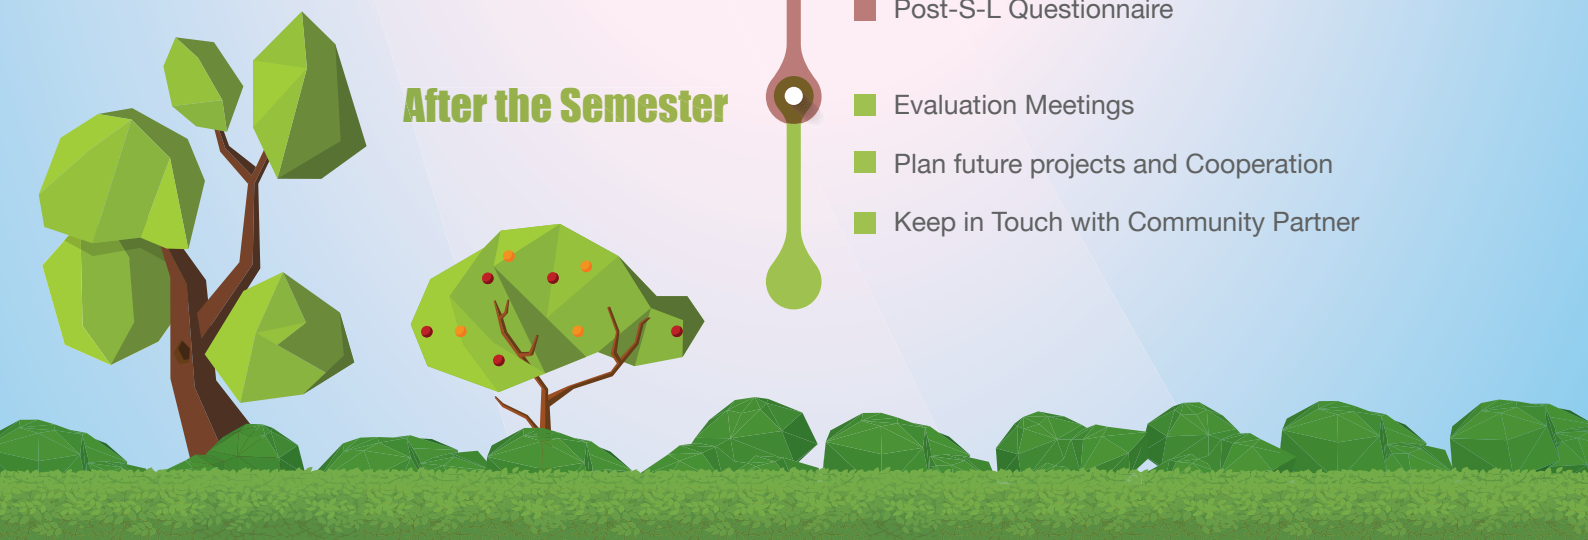 Post-S-L Questionnaire
After the Semester
Evaluation Meetings
Plan future projects and Cooperation
Keep in Touch with Community Partner